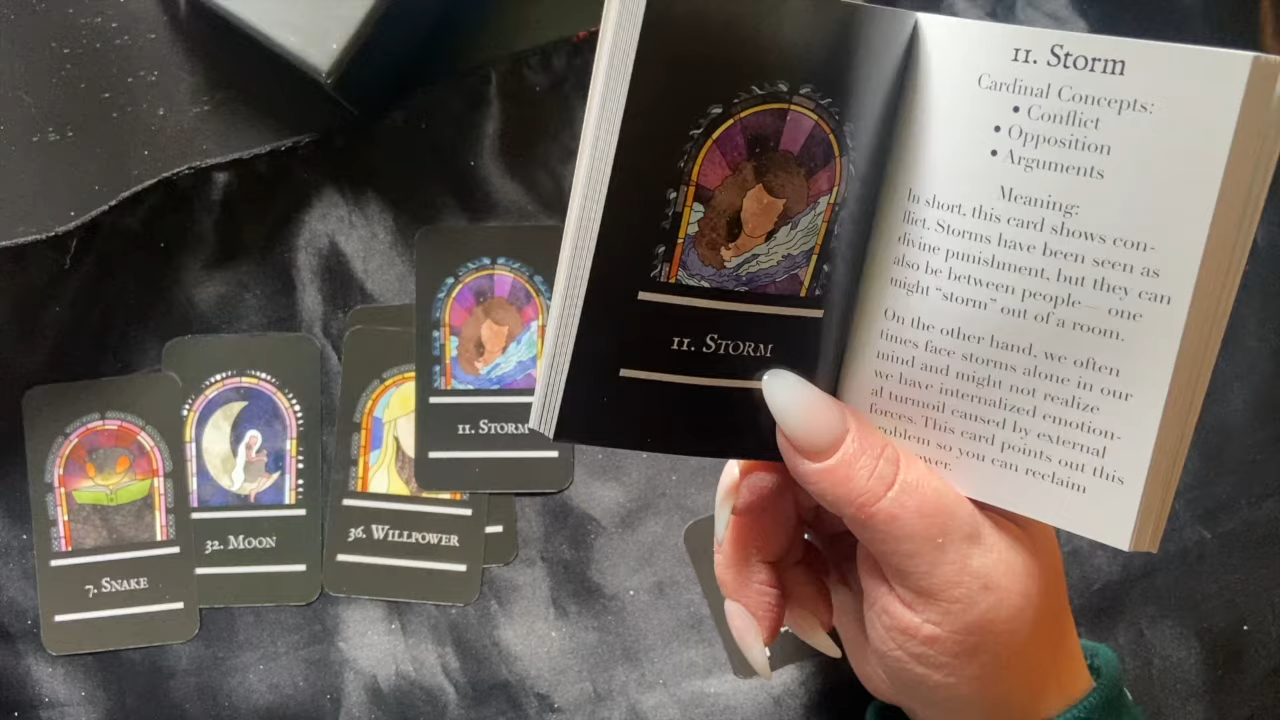 7. Snake
32. Moon
36. Willpower
11. Storm
11. Storm
11. Storm
Cardinal Concepts:
• Conflict
• Opposition
• Arguments
Meaning:
In short, this card shows con-
flict. Storms have been seen as
divine punishment, but they can
also be between people — one
might “storm” out of a room.
On the other hand, we often
times face storms alone in our
mind and might not realize
we have internalized emotion-
al turmoil caused by external
forces. This card points out this
problem so you can reclaim
ower.